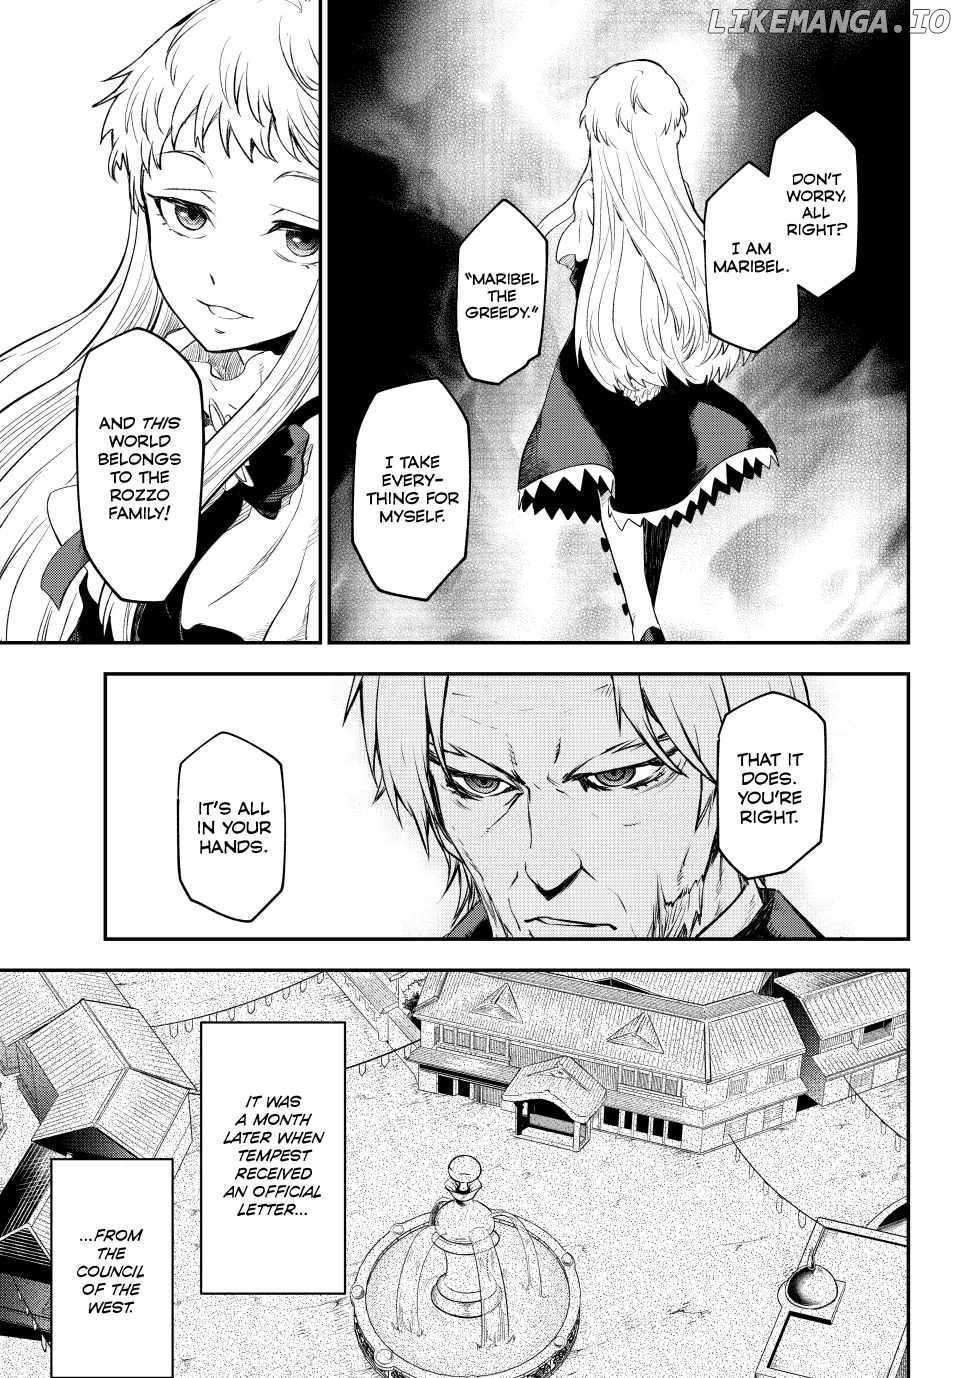 LIKEMANGA.IO
DON'T
WORRY,
ALL
RIGHT?
I AM
MARIBEL.
"MARIBEL
THE
GREEDY."
I TAKE
EVERY-
THING FOR
MYSELF.
AND THIS
WORLD
BELONGS
TO THE
ROZZO
FAMILY!
THAT IT
DOES.
YOU'RE
RIGHT.
IT'S ALL
IN YOUR
HANDS.
IT WAS
A MONTH
LATER WHEN
TEMPEST
RECEIVED
AN OFFICIAL
LETTER...
...FROM
THE
COUNCIL
OF THE
WEST.